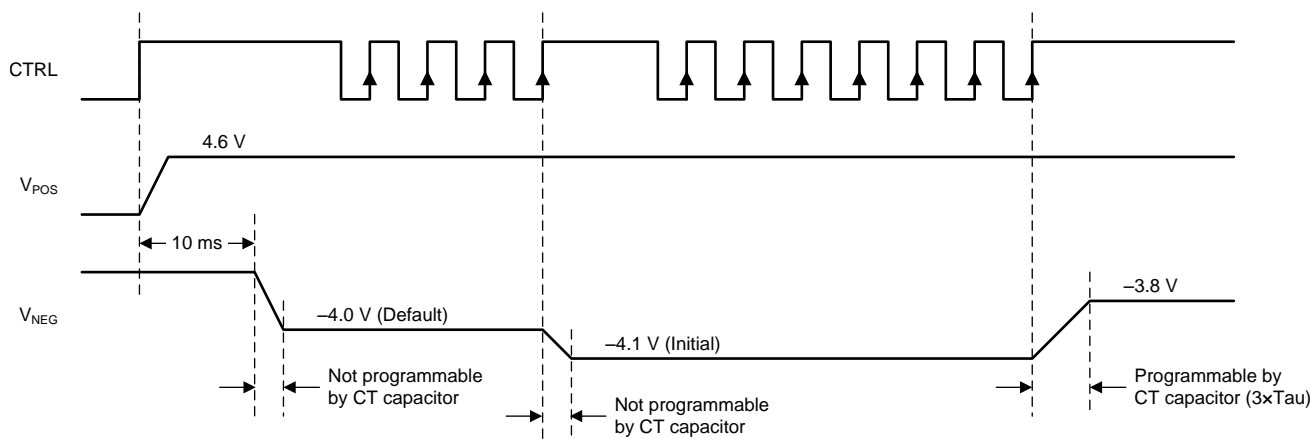 CTRL
4.6 V
VPOS
10 ms
–3.8 V
VNEG
–4.0 V (Default)
–4.1 V (Initial)
Not programmable
by CT capacitor
Not programmable
by CT capacitor
Programmable by
CT capacitor (3×Tau)